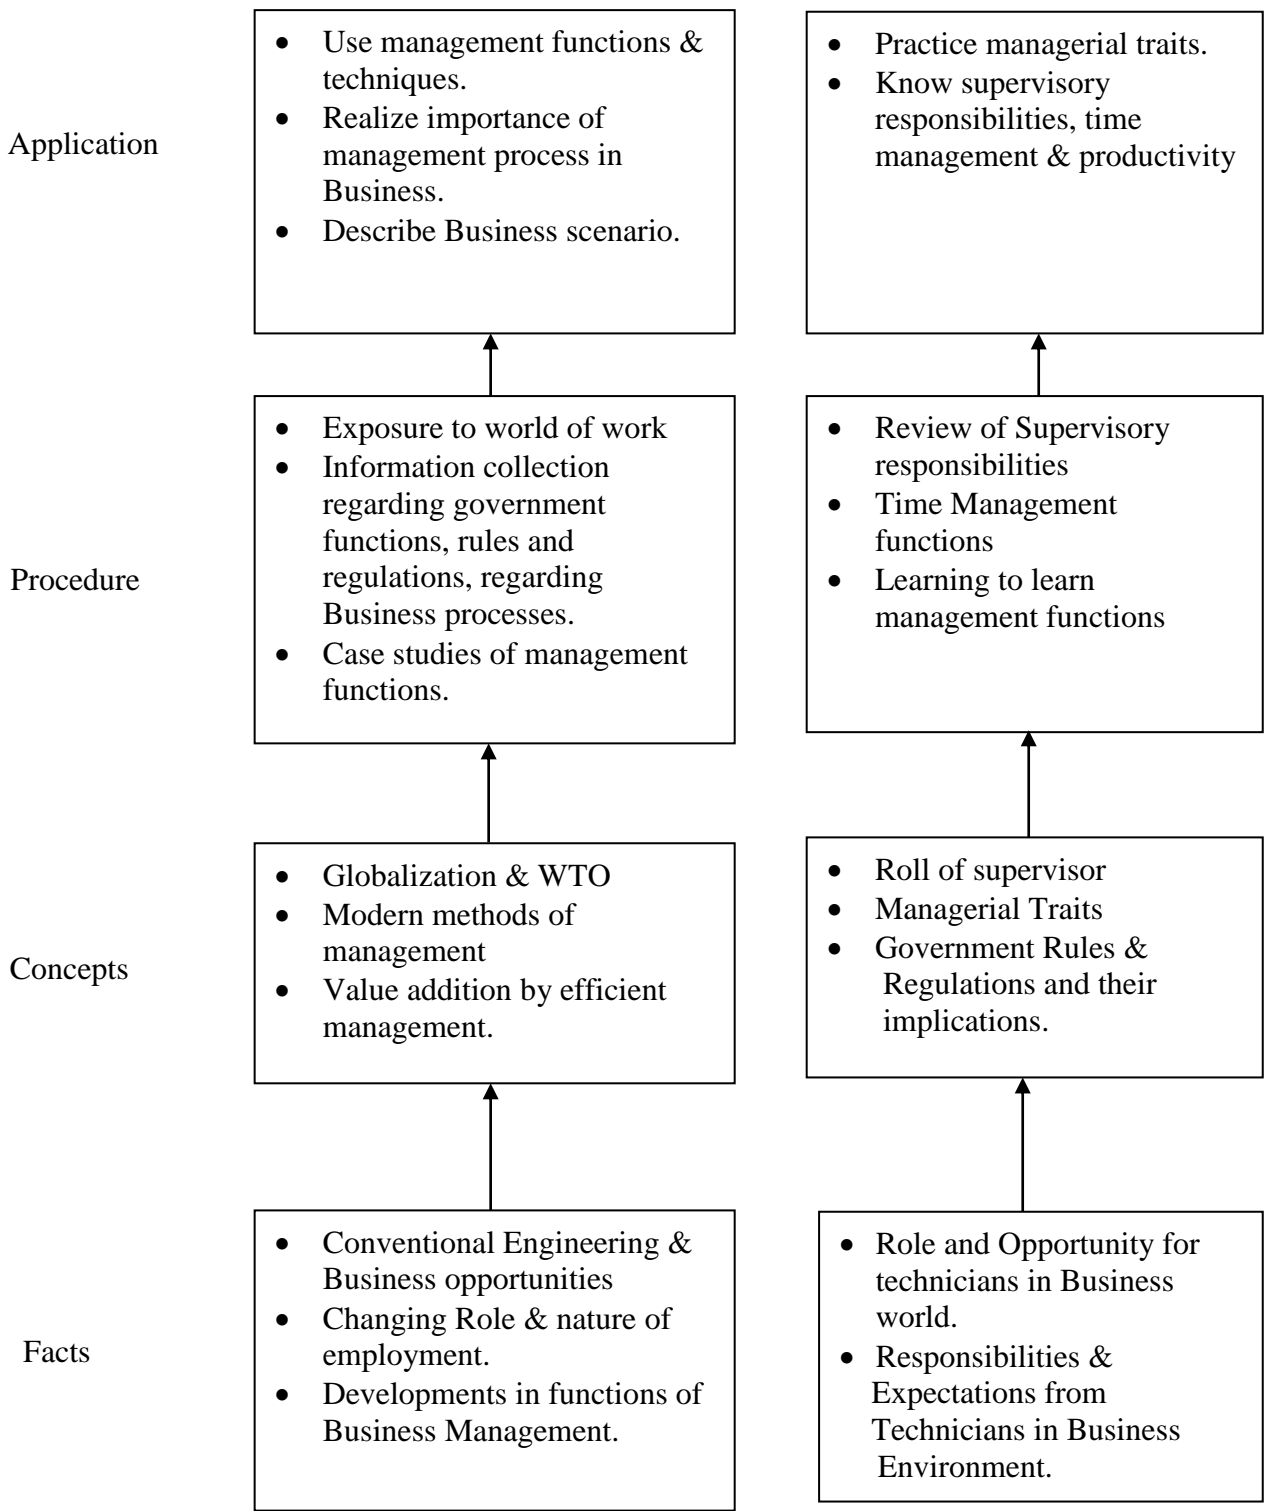 Application
• Use management functions &
techniques.
• Realize importance of
management process in
Business.
• Describe Business scenario.
• Practice managerial traits.
• Know supervisory
responsibilities, time
management & productivity
Procedure
• Exposure to world of work
• Information collection
regarding government
functions, rules and
regulations, regarding
Business processes.
• Case studies of management
functions.
• Review of Supervisory
responsibilities
• Time Management
functions
• Learning to learn
management functions
Concepts
• Globalization & WTO
• Modern methods of
management
• Value addition by efficient
management.
• Roll of supervisor
• Managerial Traits
• Government Rules &
Regulations and their
implications.
Facts
• Conventional Engineering &
Business opportunities
• Changing Role & nature of
employment.
• Developments in functions of
Business Management.
• Role and Opportunity for
technicians in Business
world.
• Responsibilities &
Expectations from
Technicians in Business
Environment.